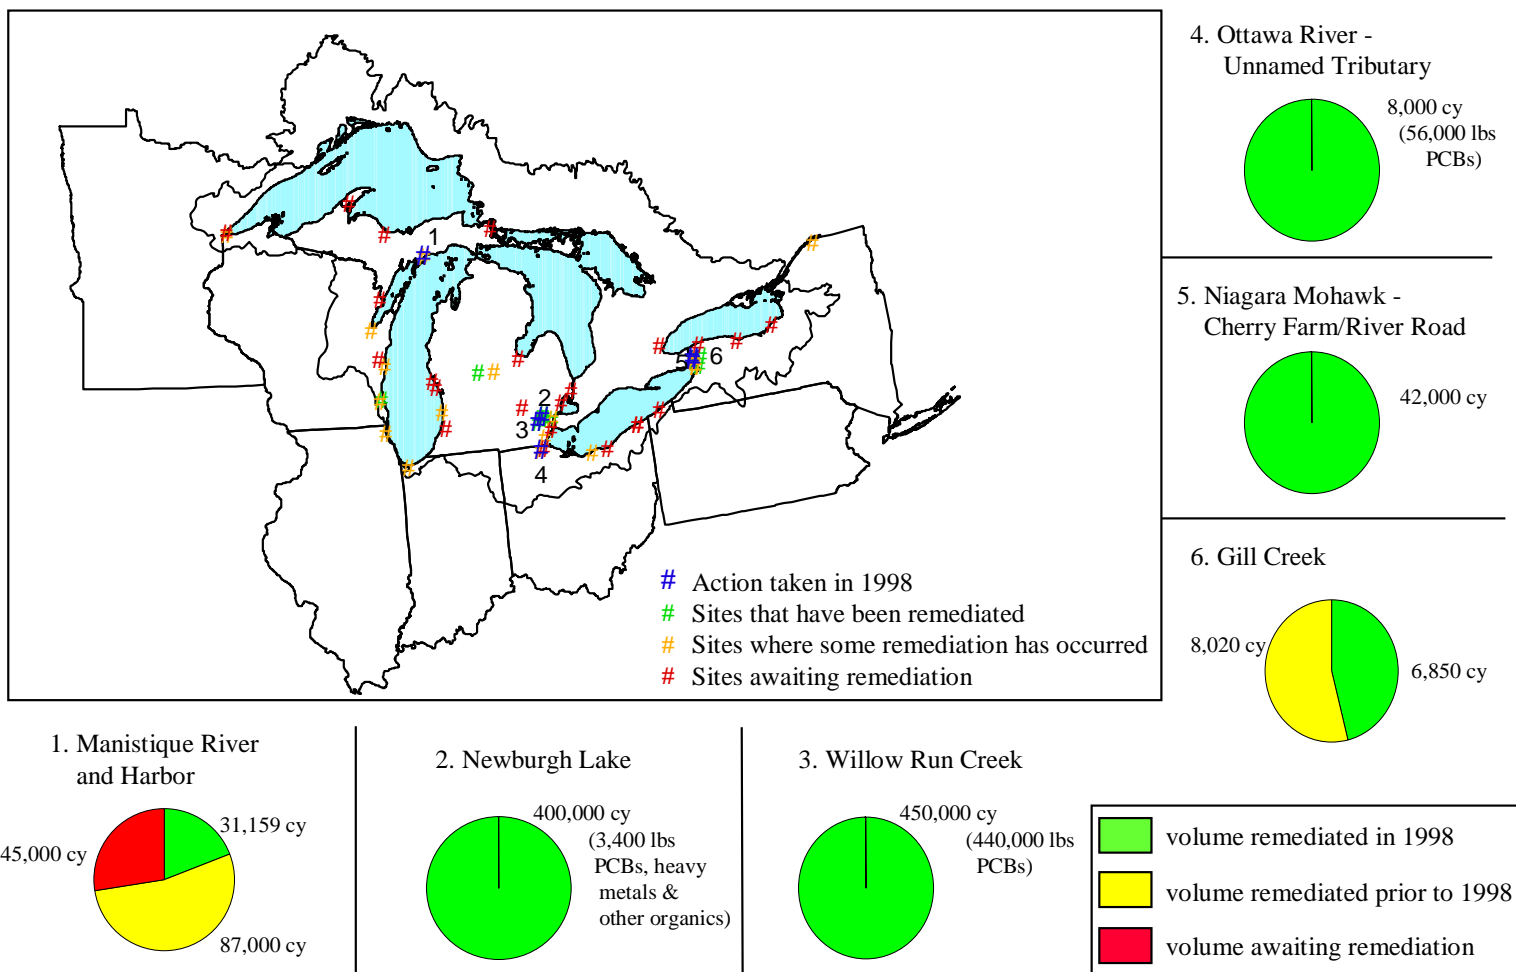 4. Ottawa River -
Unnamed Tributary
8,000 cy
(56,000 lbs
PCBs)
5. Niagara Mohawk -
Cherry Farm/River Road
42,000 cy
6. Gill Creek
8,020 cy
6,850 cy
1
2
3
4
5
6
# Action taken in 1998
# Sites that have been remediated
# Sites where some remediation has occurred
# Sites awaiting remediation
1. Manistique River
and Harbor
31,159 cy
45,000 cy
87,000 cy
2. Newburgh Lake
400,000 cy
(3,400 lbs
PCBs, heavy
metals &
other organics)
3. Willow Run Creek
450,000 cy
(440,000 lbs
PCBs)
volume remediated in 1998
volume remediated prior to 1998
volume awaiting remediation